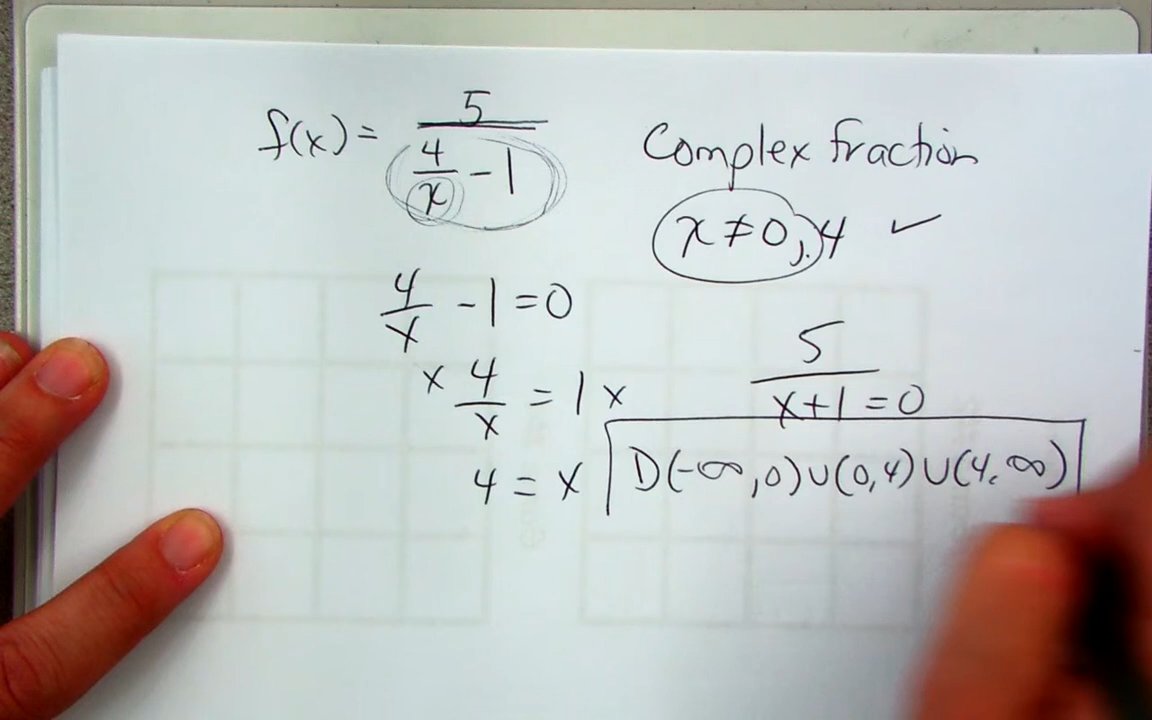 f(x) = 5 / (4/x - 1)
Complex fraction
x ≠ 0, 4 ✓
4/x - 1 = 0
x 4/x = 1 x
4 = x
5 / x+1 = 0
D(-∞, 0) ∪ (0, 4) ∪ (4, ∞)